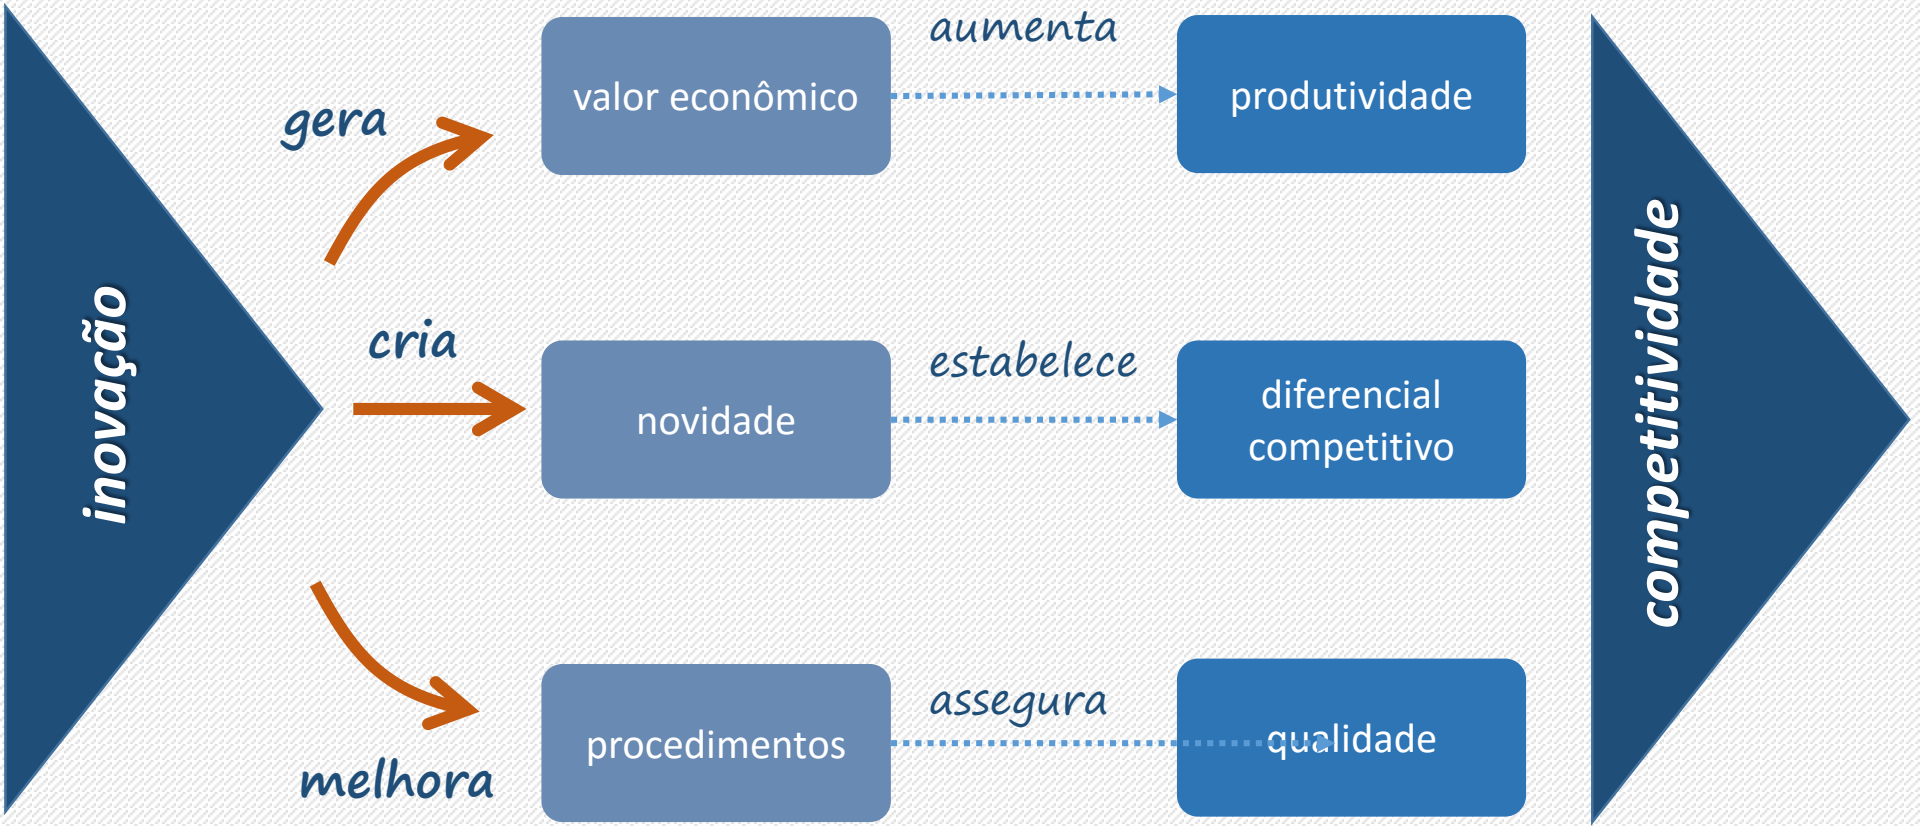 inovação
gera
valor econômico
aumenta
produtividade
cria
novidade
estabelece
diferencial
competitivo
melhora
procedimentos
assegura
qualidade
competitividade